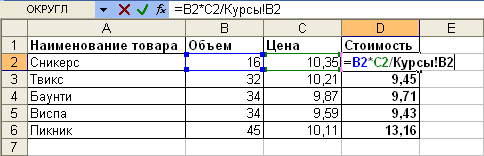 ОКРУГЛ =B2*C2/Курсы!B2
A B C D E
1 Наименование товара Объем Цена Стоимость
2 Сникерс 16 10,35 =B2*C2/Курсы!B2
3 Твикс 32 10,21 9,45
4 Баунти 34 9,87 9,71
5 Виспа 34 9,59 9,43
6 Пикник 45 10,11 13,16